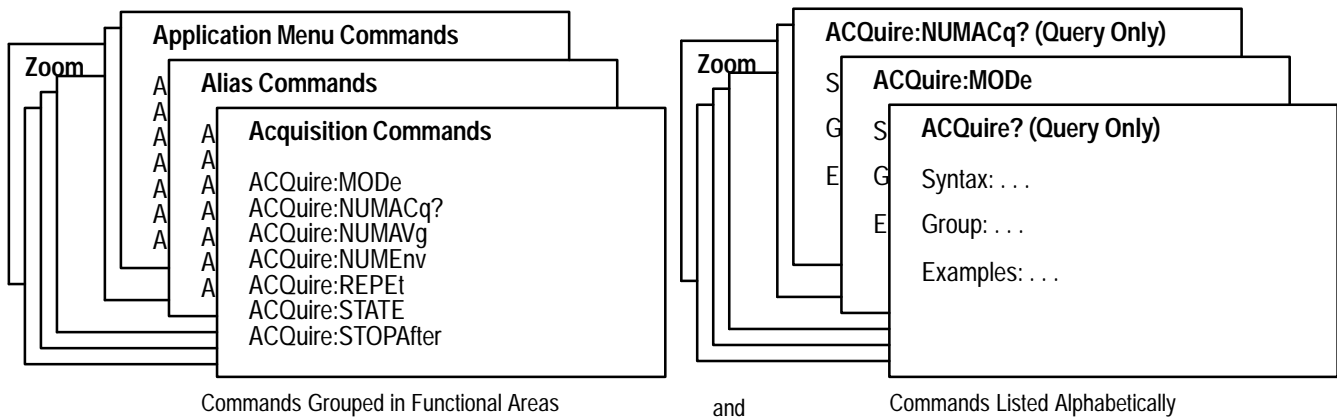 Application Menu Commands
Zoom
A
A
A
A
A
A
A
Alias Commands
A
A
A
A
A
A
A
Acquisition Commands
ACQuire:MODe
ACQuire:NUMACq?
ACQuire:NUMAVg
ACQuire:NUMEnv
ACQuire:REPEt
ACQuire:STATE
ACQuire:STOPAfter
Commands Grouped in Functional Areas
and
ACQuire:NUMACq? (Query Only)
Zoom
S
G
E
ACQuire:MODe
S
G
E
ACQuire? (Query Only)
Syntax: . . .
Group: . . .
Examples: . . .
Commands Listed Alphabetically